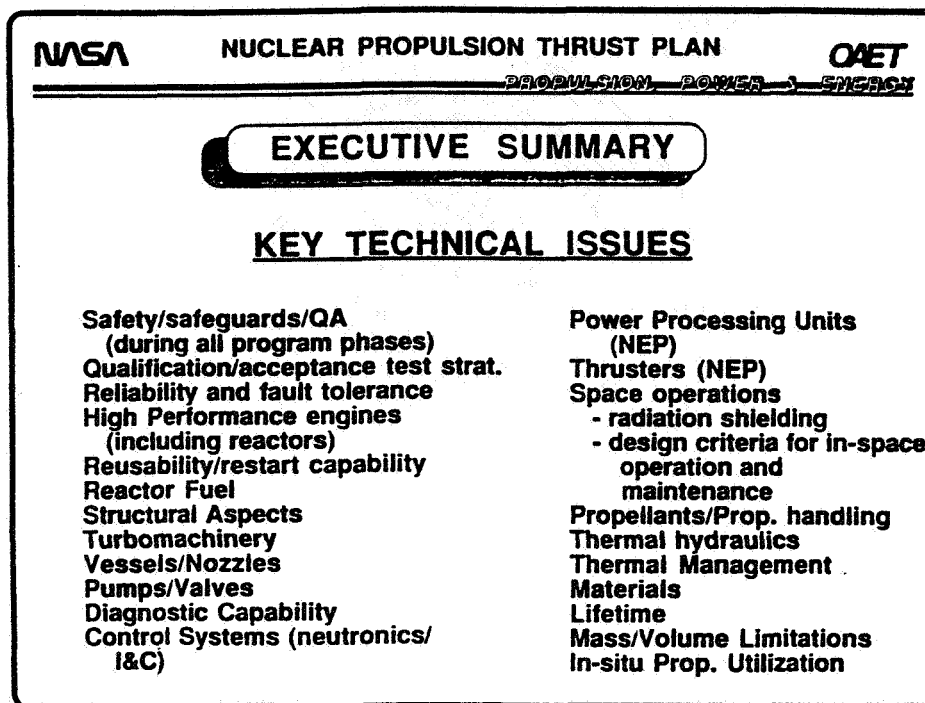 NASA
NUCLEAR PROPULSION THRUST PLAN
OAET
PROPULSION, POWER & ENERGY
EXECUTIVE SUMMARY
KEY TECHNICAL ISSUES
Safety/safeguards/QA
(during all program phases)
Qualification/acceptance test strat.
Reliability and fault tolerance
High Performance engines
(including reactors)
Reusability/restart capability
Reactor Fuel
Structural Aspects
Turbomachinery
Vessels/Nozzles
Pumps/Valves
Diagnostic Capability
Control Systems (neutronics/
I&C)
Power Processing Units
(NEP)
Thrusters (NEP)
Space operations
- radiation shielding
- design criteria for in-space
operation and
maintenance
Propellants/Prop. handling
Thermal hydraulics
Thermal Management
Materials
Lifetime
Mass/Volume Limitations
In-situ Prop. Utilization